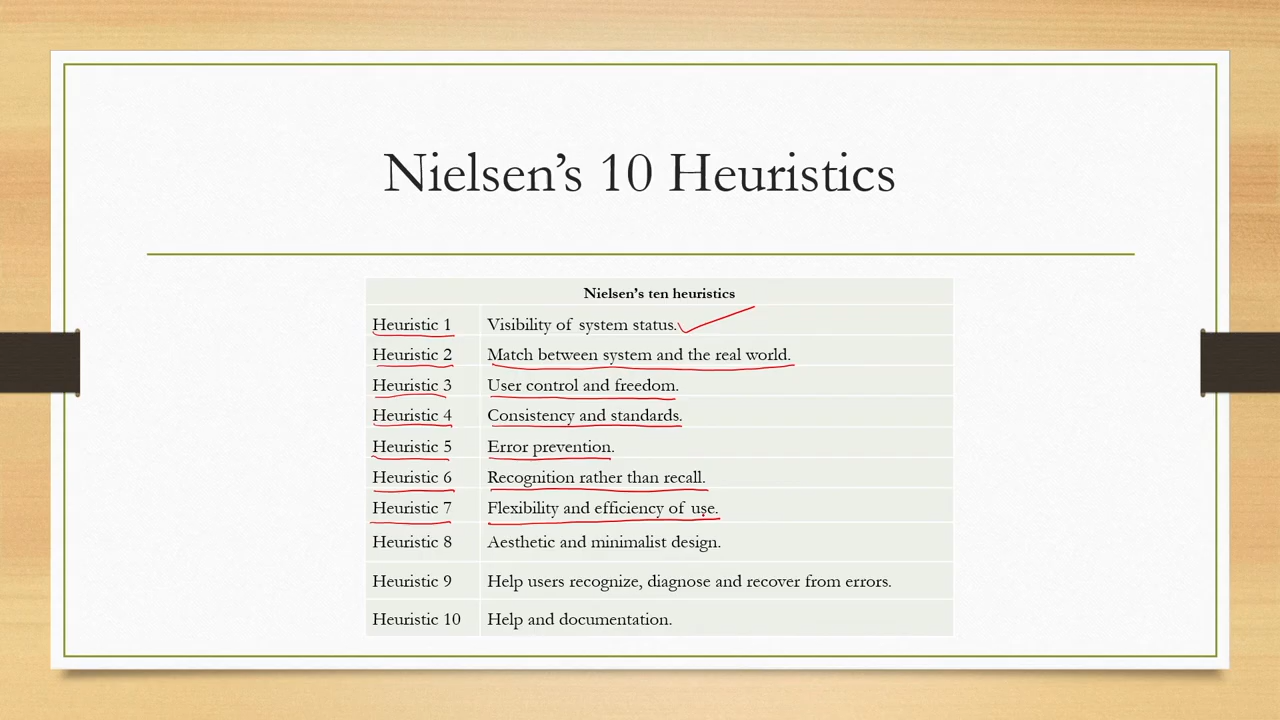 Nielsen’s 10 Heuristics
Nielsen’s ten heuristics
Heuristic 1 Visibility of system status.
Heuristic 2 Match between system and the real world.
Heuristic 3 User control and freedom.
Heuristic 4 Consistency and standards.
Heuristic 5 Error prevention.
Heuristic 6 Recognition rather than recall.
Heuristic 7 Flexibility and efficiency of use.
Heuristic 8 Aesthetic and minimalist design.
Heuristic 9 Help users recognize, diagnose and recover from errors.
Heuristic 10 Help and documentation.